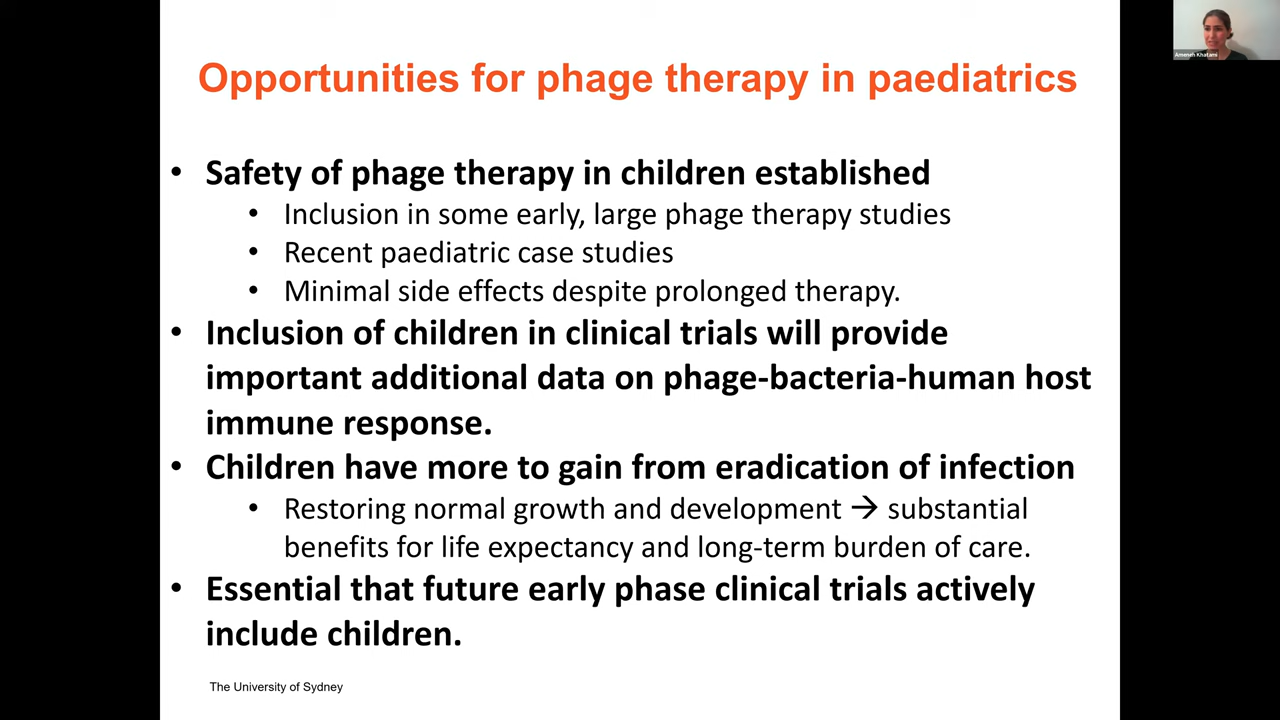 Opportunities for phage therapy in paediatrics
Ameneh Khatami
• Safety of phage therapy in children established
• Inclusion in some early, large phage therapy studies
• Recent paediatric case studies
• Minimal side effects despite prolonged therapy.
• Inclusion of children in clinical trials will provide
important additional data on phage-bacteria-human host
immune response.
• Children have more to gain from eradication of infection
• Restoring normal growth and development → substantial
benefits for life expectancy and long-term burden of care.
• Essential that future early phase clinical trials actively
include children.
The University of Sydney